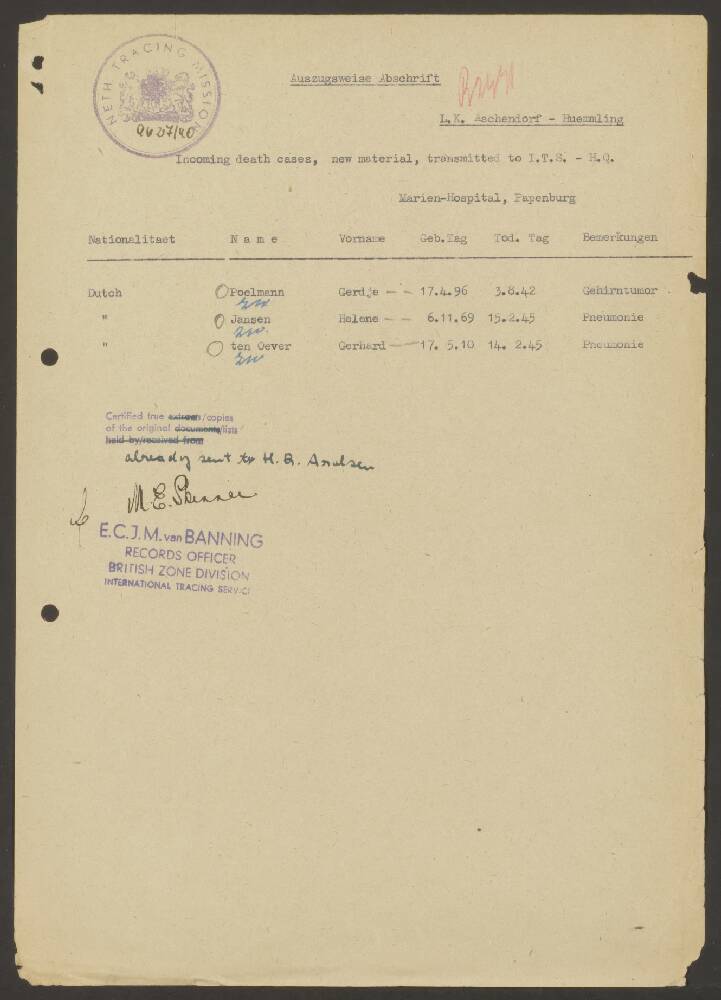 NETH TRACING MISSION
Auszugsweise Abschrift
L.K. Aschendorf - Huemmling
Incoming death cases, new material, transmitted to I.T.S. - H.Q.
Marien-Hospital, Papenburg
Nationalitaet Name Vorname Geb.Tag Tod. Tag Bemerkungen
Dutch Poelmann Gerdje -- - 17.4.96 3.8.42 Gehirntumor
" Jansen Helene -- - 6.11.69 15.2.45 Pneumonie
" ten Oever Gerhard -- 17. 5.10 14. 2.45 Pneumonie
Certified true extracts/copies
of the original documents/lists
held by/received from
already sent to H.Q. Arolsen
E.C.J.M. van BANNING
RECORDS OFFICER
BRITISH ZONE DIVISION
INTERNATIONAL TRACING SERVICE